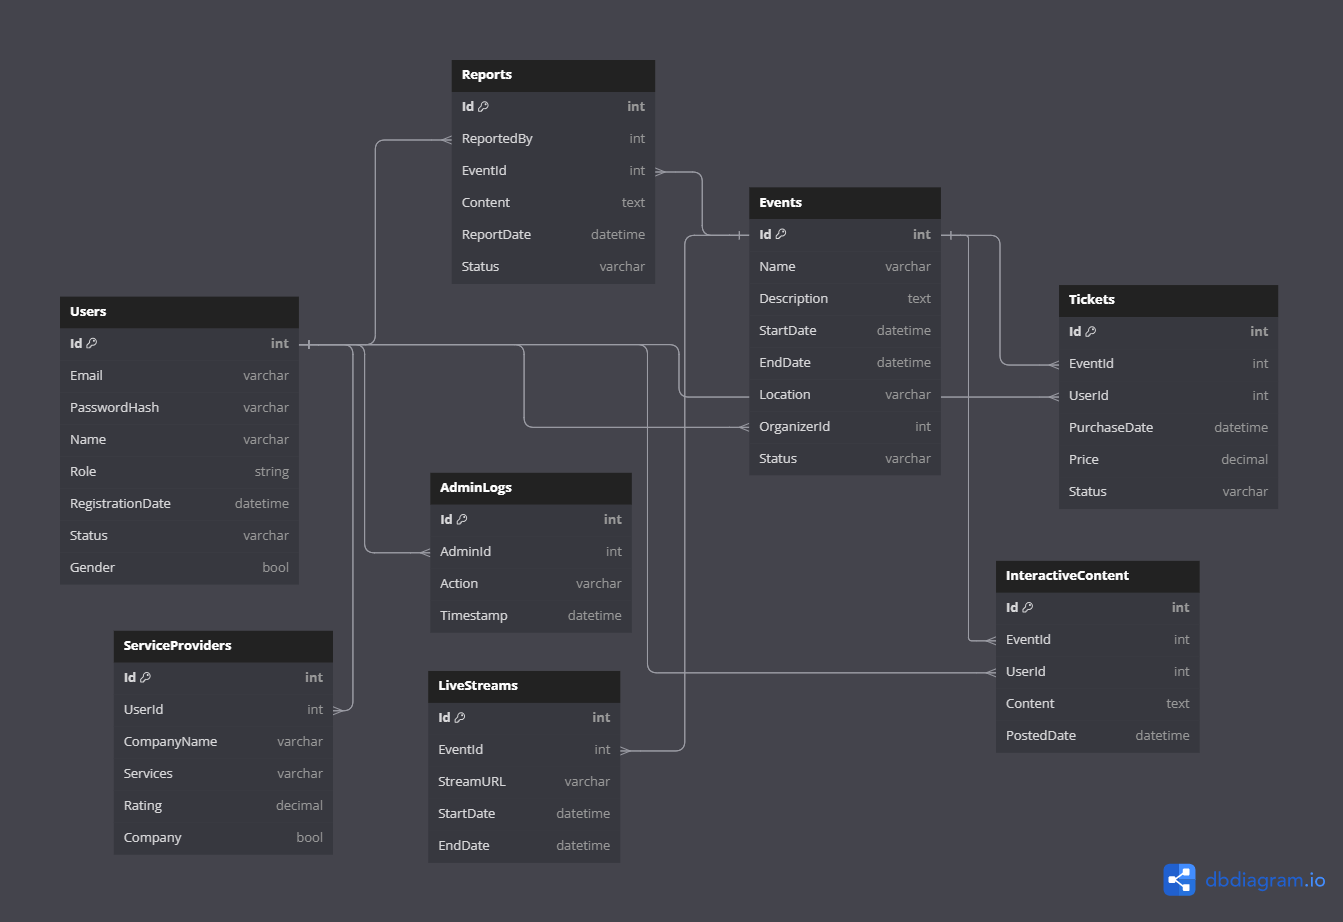 Reports
Id int
ReportedBy int
EventId int
Content text
ReportDate datetime
Status varchar
Events
Id int
Name varchar
Description text
StartDate datetime
EndDate datetime
Location varchar
OrganizerId int
Status varchar
Tickets
Id int
EventId int
UserId int
PurchaseDate datetime
Price decimal
Status varchar
Users
Id int
Email varchar
PasswordHash varchar
Name varchar
Role string
RegistrationDate datetime
Status varchar
Gender bool
AdminLogs
Id int
AdminId int
Action varchar
Timestamp datetime
InteractiveContent
Id int
EventId int
UserId int
Content text
PostedDate datetime
ServiceProviders
Id int
UserId int
CompanyName varchar
Services varchar
Rating decimal
Company bool
LiveStreams
Id int
EventId int
StreamURL varchar
StartDate datetime
EndDate datetime
dbdiagram.io